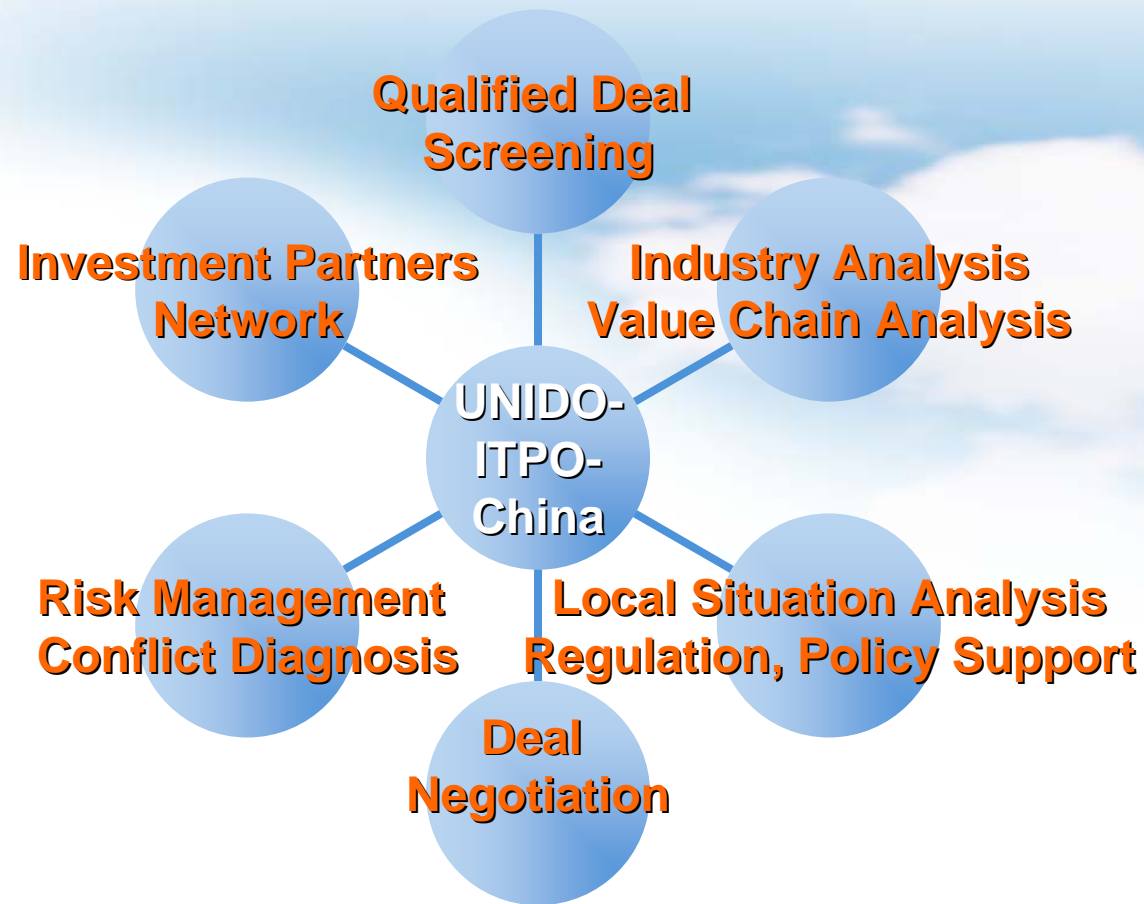 Qualified Deal
Screening
Investment Partners
Network
Industry Analysis
Value Chain Analysis
UNIDO-
ITPO-
China
Risk Management
Conflict Diagnosis
Local Situation Analysis
Regulation, Policy Support
Deal
Negotiation